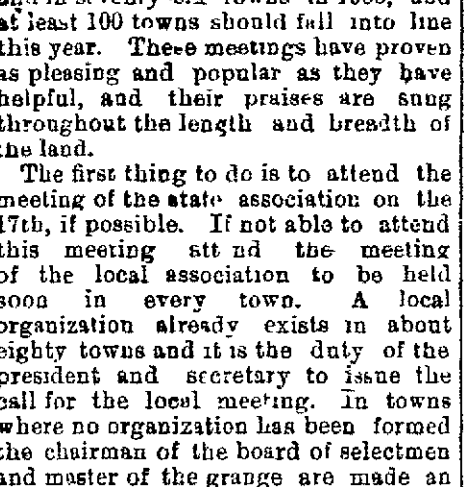 at least 100 towns should fall into line
this year. These meetings have proven
as pleasing and popular as they have
helpful, and their praises are sung
throughout the length and breadth of
the land.
The first thing to do is to attend the
meeting of the state association on the
17th, if possible. If not able to attend
this meeting attend the meeting
of the local association to be held
soon in every town. A local
organization already exists in about
eighty towns and it is the duty of the
president and secretary to issue the
call for the local meeting. In towns
where no organization has been formed
the chairman of the board of selectmen
and master of the grange are made an